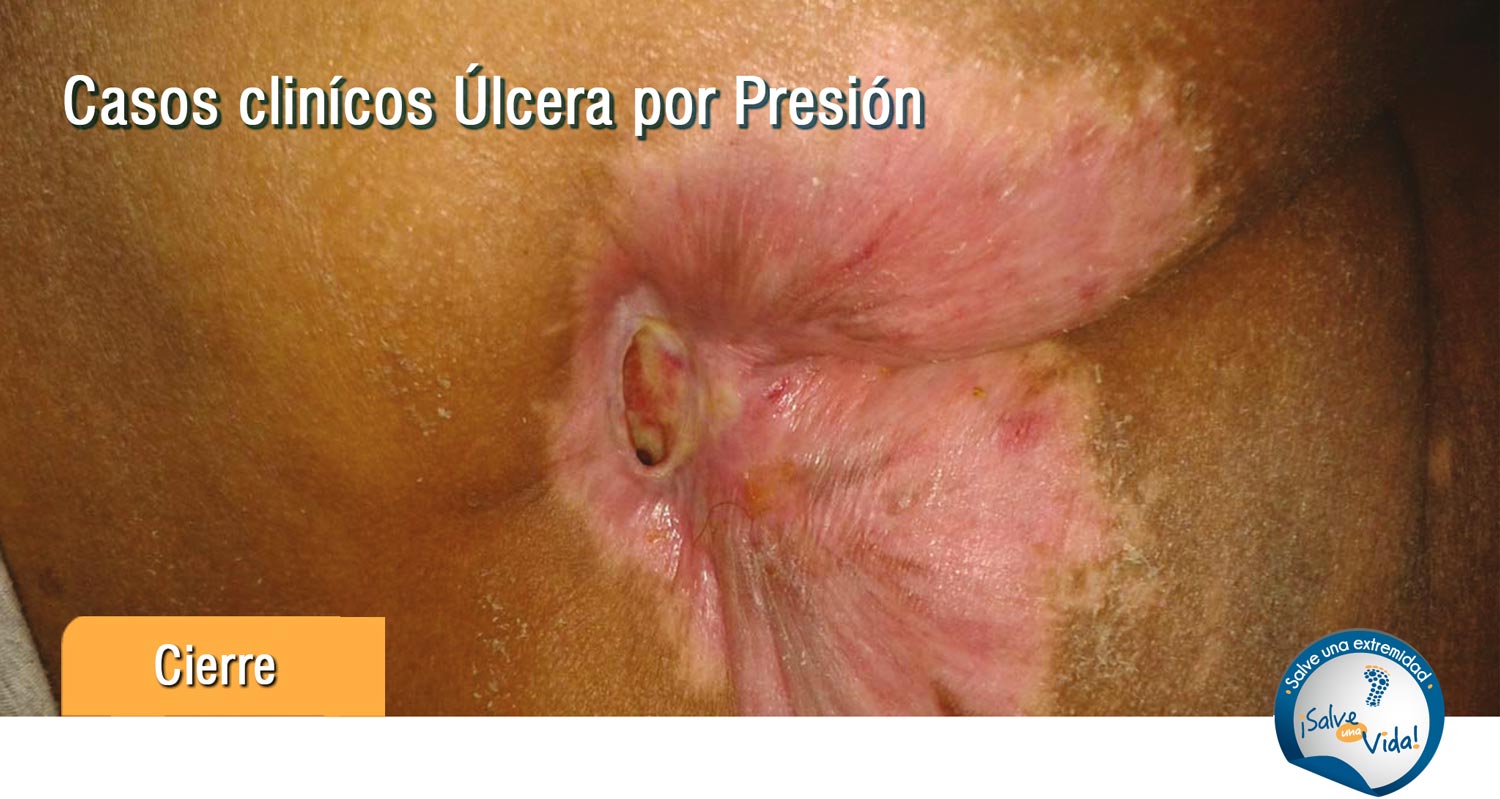 Casos clinícos Úlcera por Presión
Cierre
· Salve una extremidad ·
¡Salve
una
Vida!